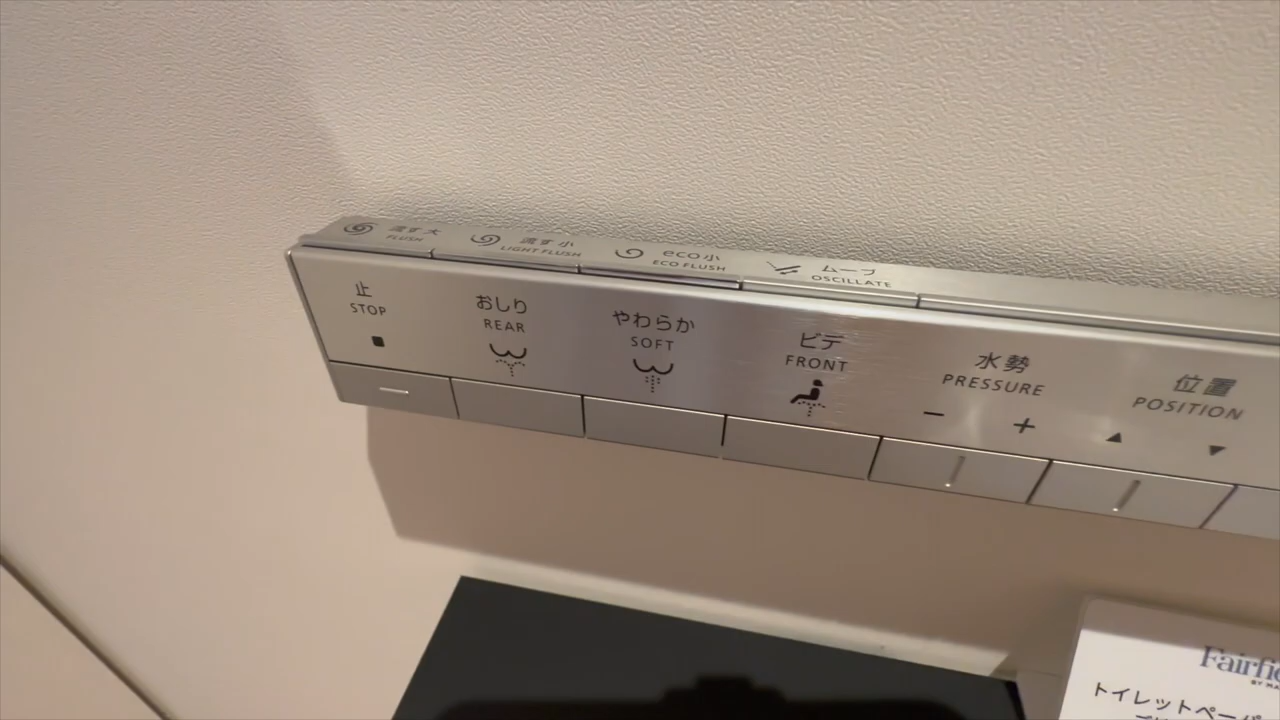 流す大
FLUSH
流す小
LIGHT FLUSH
eco小
ECO FLUSH
ムーブ
OSCILLATE
止
STOP
おしり
REAR
やわらか
SOFT
ビデ
FRONT
水勢
PRESSURE
- +
位置
POSITION
▲ ▼
Fairfie
トイレットペーパ